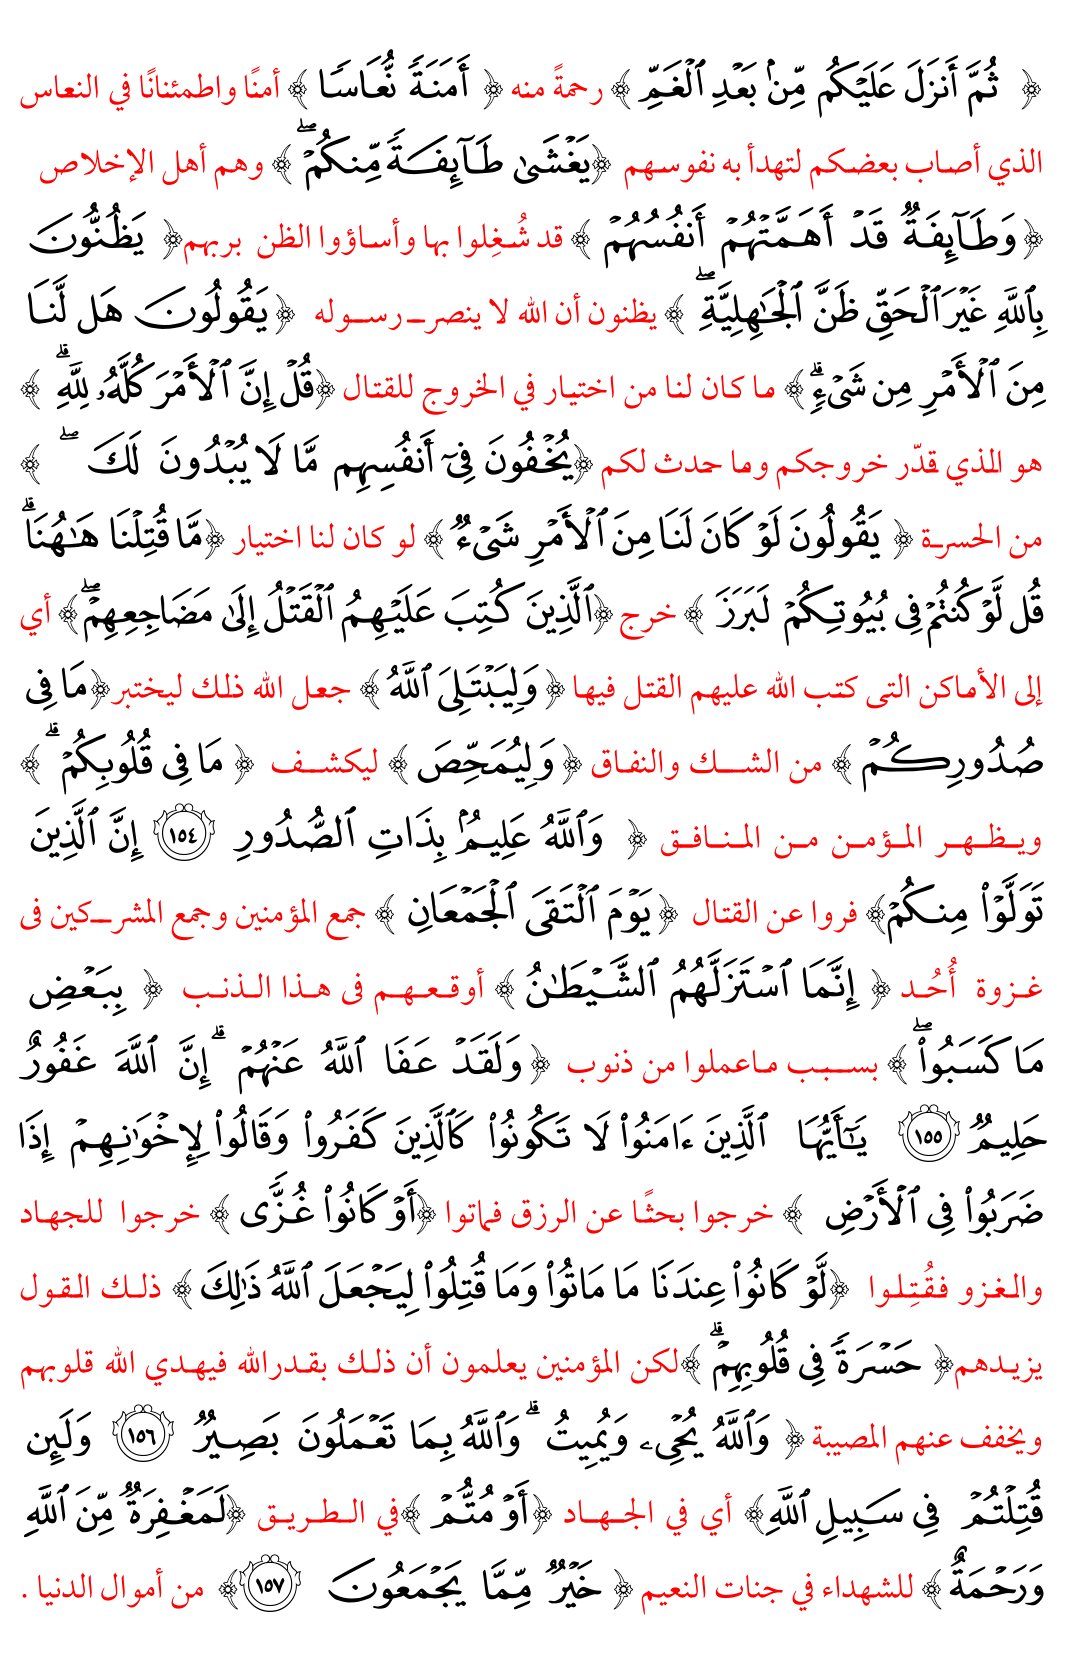 ﴿ ثُمَّ أَنزَلَ عَلَيْكُم مِّنۢ بَعْدِ ٱلْغَمِّ ﴾ رحمةً منه ﴿ أَمَنَةً نُّعَاسًا ﴾ أمنًا واطمئنانًا في النعاس
الذي أصاب بعضكم لتهدأ به نفوسهم ﴿يَغْشَىٰ طَآئِفَةً مِّنكُمْ ۖ ﴾ وهم أهل الإخلاص
﴿وَطَآئِفَةٌ قَدْ أَهَمَّتْهُمْ أَنفُسُهُمْ ﴾ قد شُغِلوا بها وأساؤوا الظن بربهم﴿ يَظُنُّونَ
بِٱللَّهِ غَيْرَ ٱلْحَقِّ ظَنَّ ٱلْجَٰهِلِيَّةِ ۖ ﴾ يظنون أن الله لا ينصر رسوله ﴿يَقُولُونَ هَل لَّنَا
مِنَ ٱلْأَمْرِ مِن شَىْءٍ ۗ﴾ ما كان لنا من اختيار في الخروج للقتال ﴿قُلْ إِنَّ ٱلْأَمْرَ كُلَّهُۥ لِلَّهِ ۗ ﴾
هو الذي قدّر خروجكم وما حدث لكم ﴿يُخْفُونَ فِىٓ أَنفُسِهِم مَّا لَا يُبْدُونَ لَكَ ۖ ﴾
من الحسرة ﴿ يَقُولُونَ لَوْ كَانَ لَنَا مِنَ ٱلْأَمْرِ شَىْءٌ ﴾ لو كان لنا اختيار ﴿مَّا قُتِلْنَا هَٰهُنَا ۗ
قُل لَّوْ كُنتُمْ فِى بُيُوتِكُمْ لَبَرَزَ ﴾ خرج ﴿ٱلَّذِينَ كُتِبَ عَلَيْهِمُ ٱلْقَتْلُ إِلَىٰ مَضَاجِعِهِمْ ۖ﴾ أي
إلى الأماكن التى كتب الله عليهم القتل فيها ﴿ وَلِيَبْتَلِىَ ٱللَّهُ ﴾ جعل الله ذلك ليختبر ﴿مَا فِى
صُدُورِكُمْ ﴾ من الشك والنفاق ﴿ وَلِيُمَحِّصَ ﴾ ليكشف ﴿ مَا فِى قُلُوبِكُمْ ۗ ﴾
ويظهر المؤمن من المنافق ﴿ وَٱللَّهُ عَلِيمٌۢ بِذَاتِ ٱلصُّدُورِ ١٥٤ إِنَّ ٱلَّذِينَ
تَوَلَّوْا۟ مِنكُمْ﴾ فروا عن القتال ﴿يَوْمَ ٱلْتَقَى ٱلْجَمْعَانِ ﴾ جمع المؤمنين وجمع المشركين فى
غزوة أُحُد ﴿ إِنَّمَا ٱسْتَزَلَّهُمُ ٱلشَّيْطَٰنُ ﴾ أوقعهم فى هذا الذنب ﴿ بِبَعْضِ
مَا كَسَبُوا۟ ۖ ﴾ بسبب ماعملوا من ذنوب ﴿وَلَقَدْ عَفَا ٱللَّهُ عَنْهُمْ ۗ إِنَّ ٱللَّهَ غَفُورٌ
حَلِيمٌ ١٥٥ يَٰٓأَيُّهَا ٱلَّذِينَ ءَامَنُوا۟ لَا تَكُونُوا۟ كَٱلَّذِينَ كَفَرُوا۟ وَقَالُوا۟ لِإِخْوَٰنِهِمْ إِذَا
ضَرَبُوا۟ فِى ٱلْأَرْضِ ﴾ خرجوا بحثًا عن الرزق فماتوا ﴿أَوْ كَانُوا۟ غُزًّى ﴾ خرجوا للجهاد
والغزو فقُتِلوا ﴿لَّوْ كَانُوا۟ عِندَنَا مَا مَاتُوا۟ وَمَا قُتِلُوا۟ لِيَجْعَلَ ٱللَّهُ ذَٰلِكَ ﴾ ذلك القول
يزيدهم﴿ حَسْرَةً فِى قُلُوبِهِمْ ۗ ﴾لكن المؤمنين يعلمون أن ذلك بقدرالله فيهدي الله قلوبهم
ويخفف عنهم المصيبة ﴿ وَٱللَّهُ يُحْىِۦ وَيُمِيتُ ۗ وَٱللَّهُ بِمَا تَعْمَلُونَ بَصِيرٌ ١٥٦ وَلَئِن
قُتِلْتُمْ فِى سَبِيلِ ٱللَّهِ﴾ أي في الجهاد ﴿أَوْ مُتُّمْ ﴾في الطريق ﴿لَمَغْفِرَةٌ مِّنَ ٱللَّهِ
وَرَحْمَةٌ ﴾ للشهداء في جنات النعيم ﴿ خَيْرٌ مِّمَّا يَجْمَعُونَ ١٥٧﴾ من أموال الدنيا .